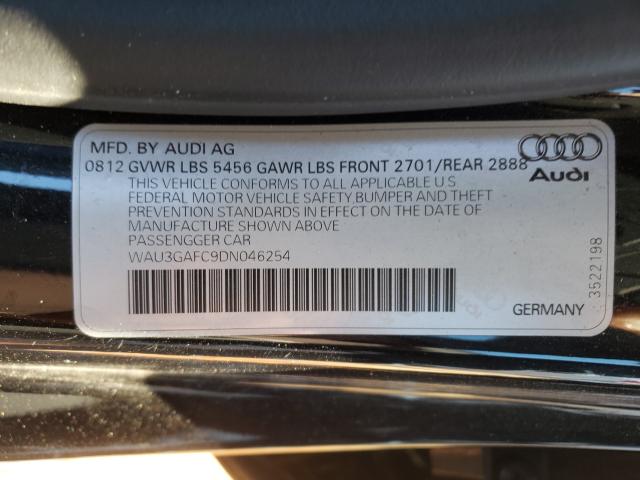 MFD. BY AUDI AG
0812 GVWR LBS 5456 GAWR LBS FRONT 2701/REAR 2888
THIS VEHICLE CONFORMS TO ALL APPLICABLE U S
FEDERAL MOTOR VEHICLE SAFETY,BUMPER AND THEFT
PREVENTION STANDARDS IN EFFECT ON THE DATE OF
MANUFACTURE SHOWN ABOVE
PASSENGGER CAR
WAU3GAFC9DN046254
Audi
3522198
GERMANY